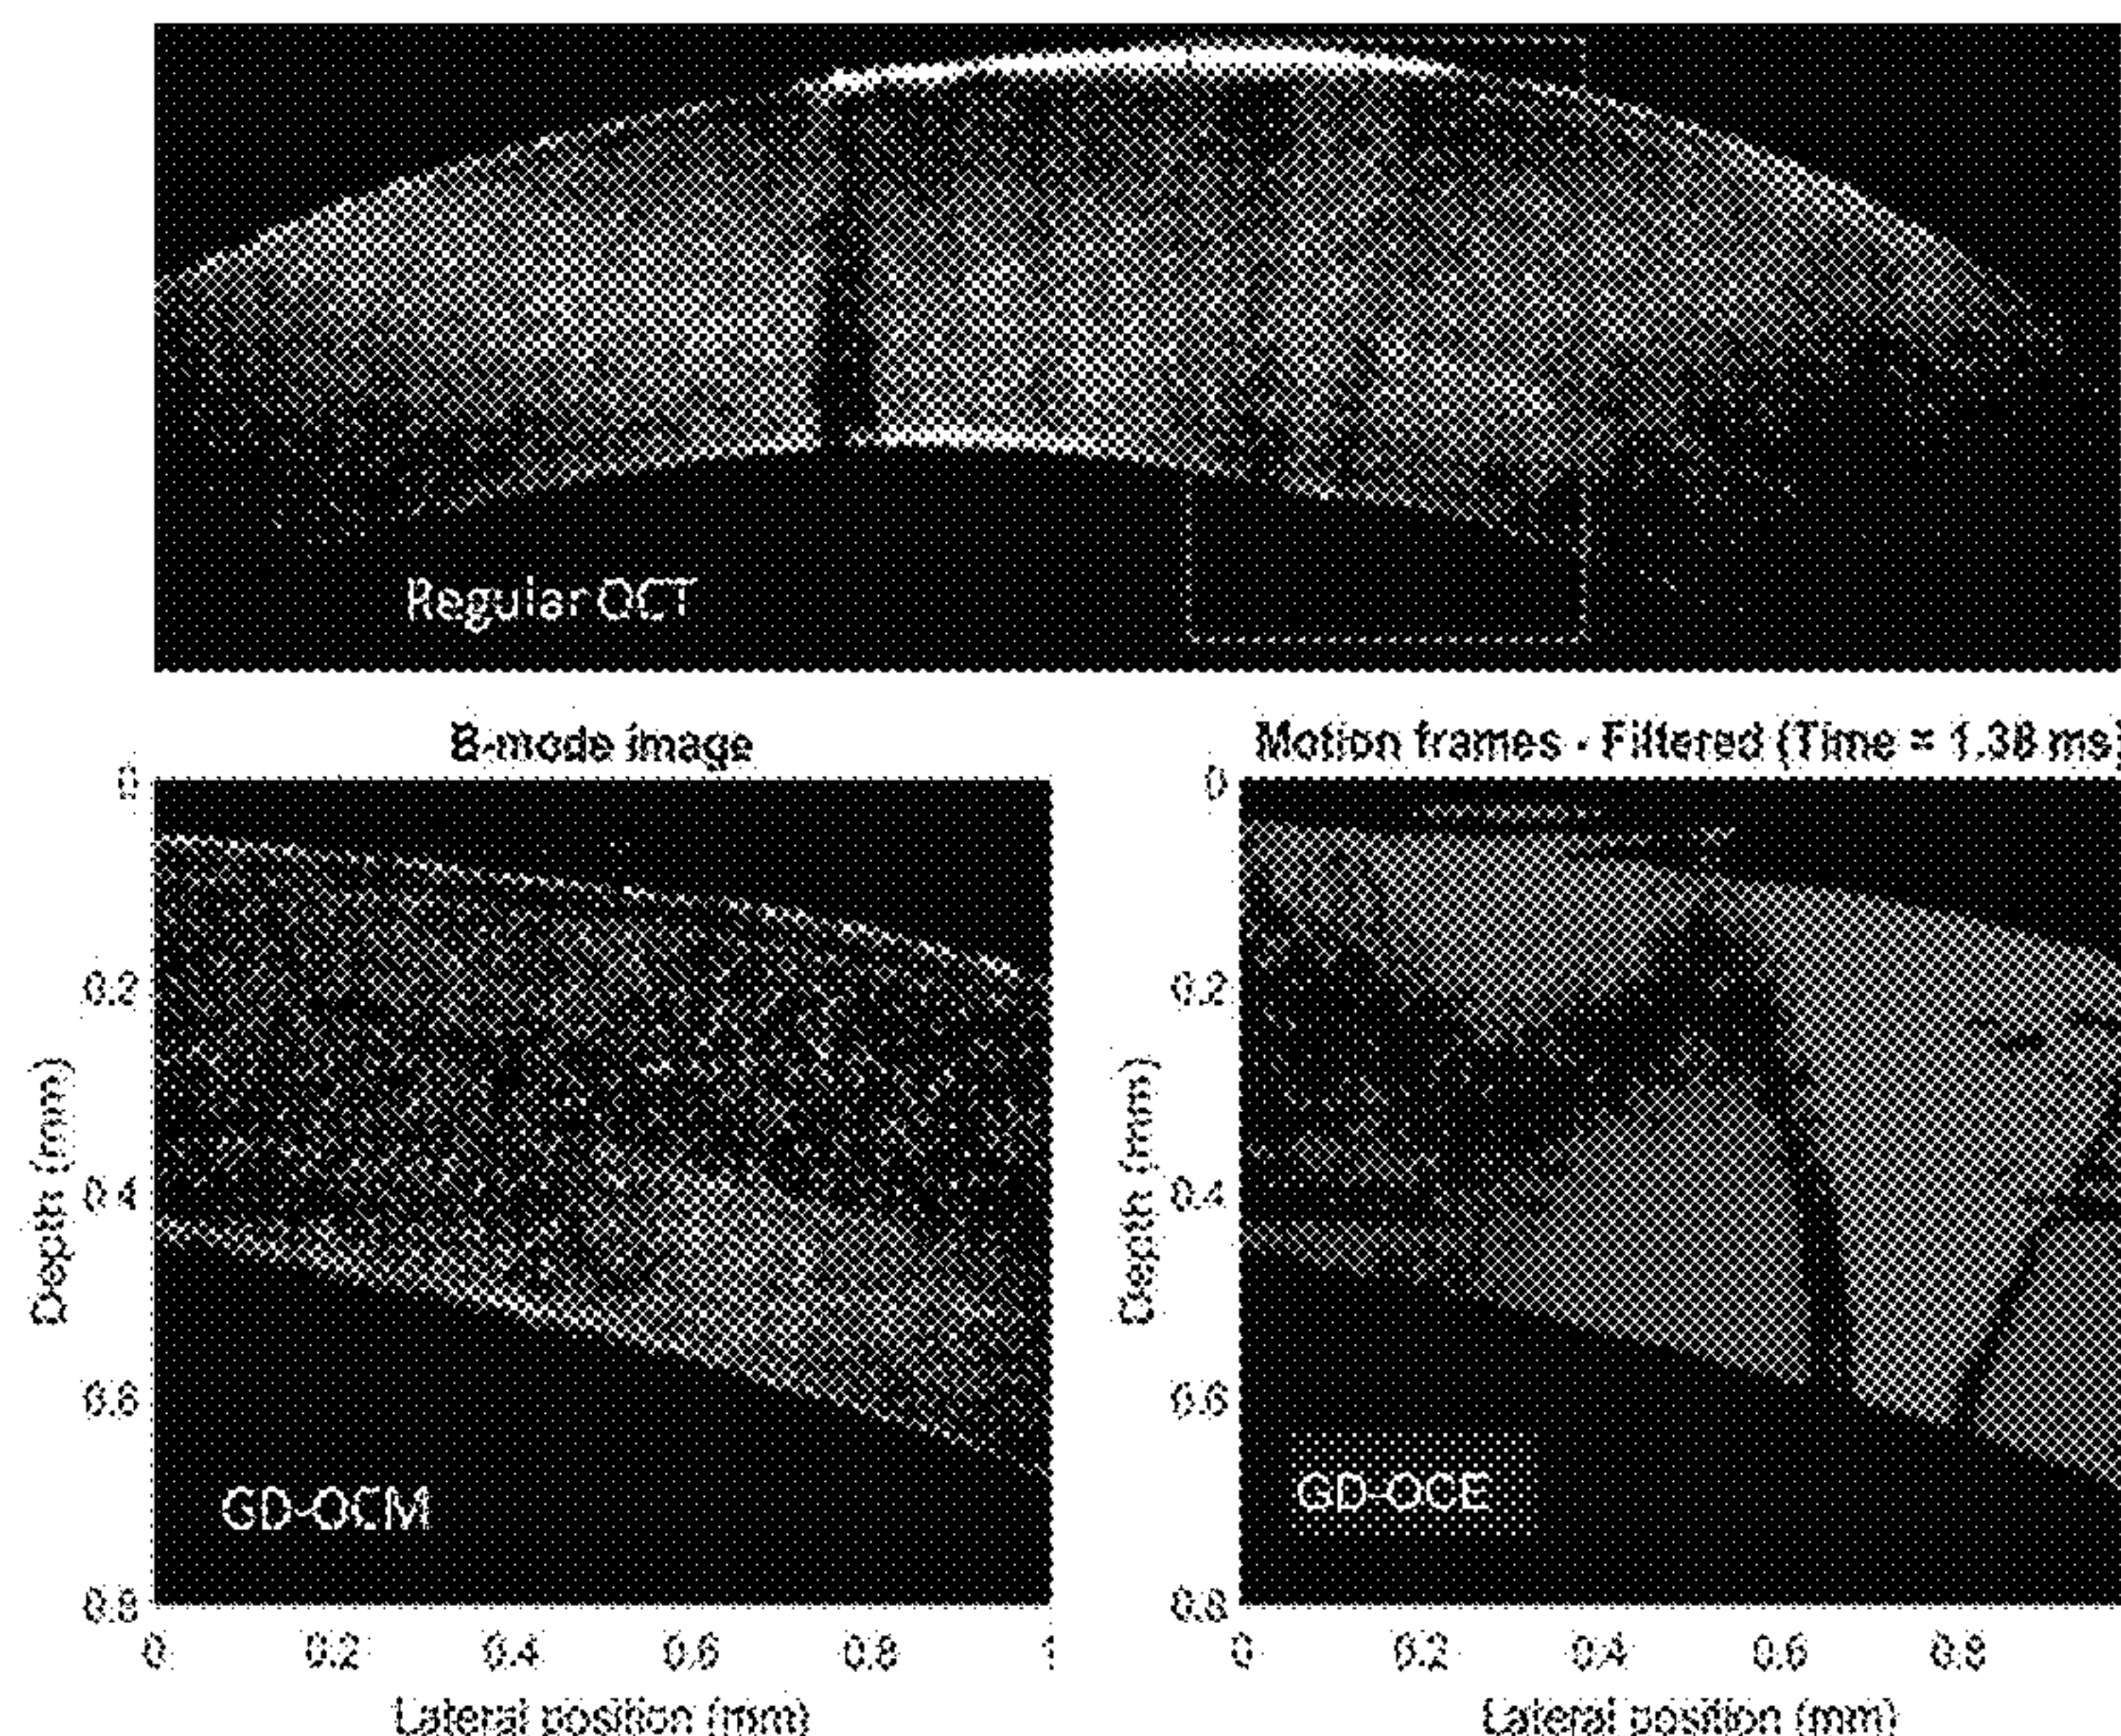 Regular OCT
B-mode image
Motion frames - Filtered (Time = 1.38 ms)
0
0.2
0.4
0.6
0.8
Depth (mm)
GD-OCM
0
0.2
0.4
0.6
0.8
1
Lateral position (mm)
0
0.2
0.4
0.6
0.8
Depth (mm)
GD-OCE
0
0.2
0.4
0.6
0.8
Lateral position (mm)